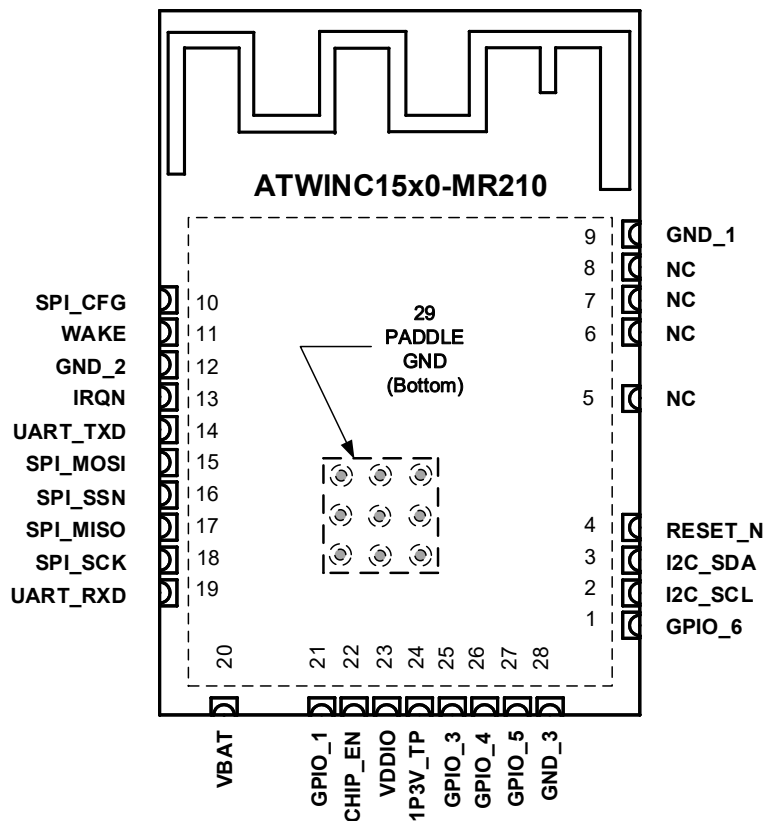 ATWINC15x0-MR210
9 GND_1
8 NC
7 NC
6 NC
5 NC
4 RESET_N
3 I2C_SDA
2 I2C_SCL
1 GPIO_6
SPI_CFG 10
WAKE 11
GND_2 12
IRQN 13
UART_TXD 14
SPI_MOSI 15
SPI_SSN 16
SPI_MISO 17
SPI_SCK 18
UART_RXD 19
29
PADDLE
GND
(Bottom)
20 VBAT
21 GPIO_1
22 CHIP_EN
23 VDDIO
24 1P3V_TP
25 GPIO_3
26 GPIO_4
27 GPIO_5
28 GND_3